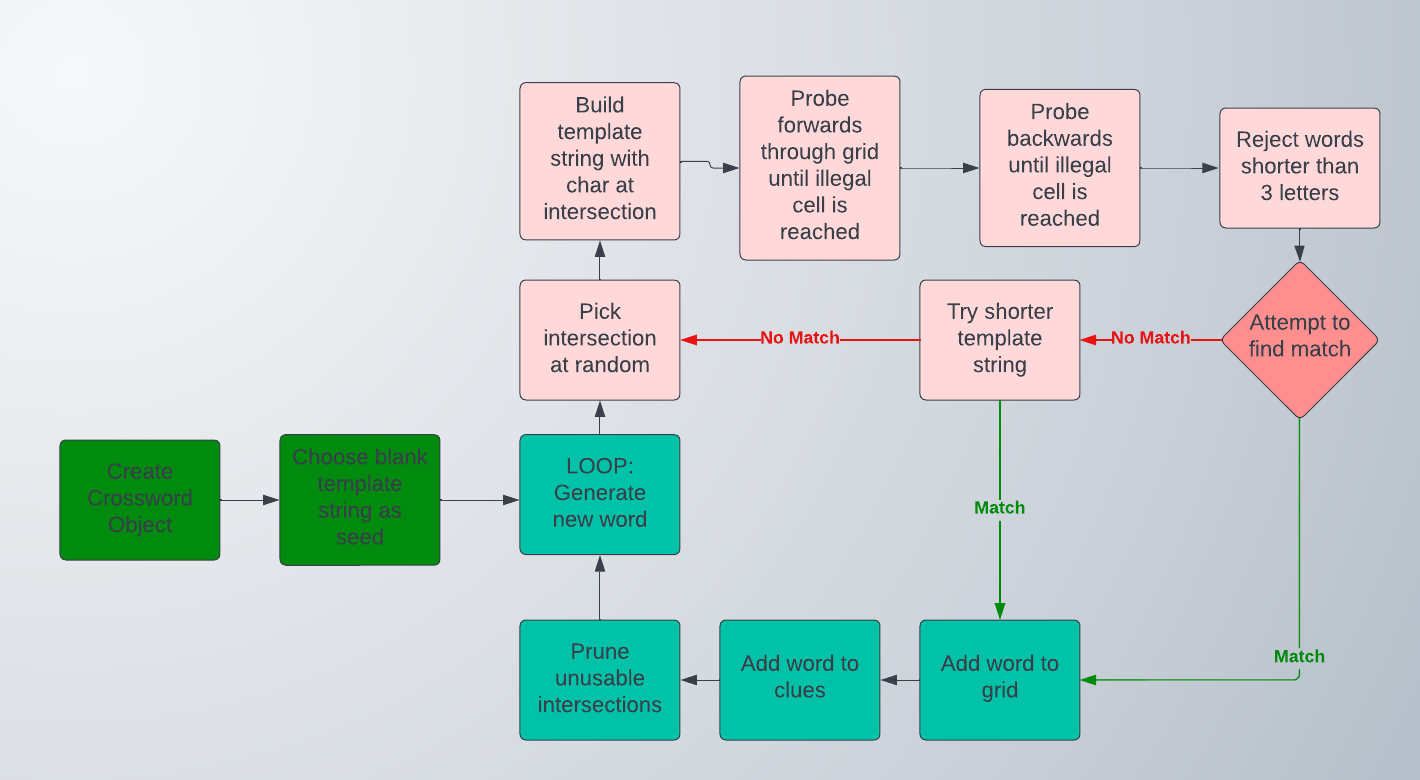 Build
template
string with
char at
intersection
Probe
forwards
through grid
until illegal
cell is
reached
Probe
backwards
until illegal
cell is
reached
Reject words
shorter than
3 letters
Pick
intersection
at random
No Match
Try shorter
template
string
No Match
Attempt to
find match
Create
Crossword
Object
Choose blank
template
string as
seed
LOOP:
Generate
new word
Match
Match
Prune
unusable
intersections
Add word to
clues
Add word to
grid